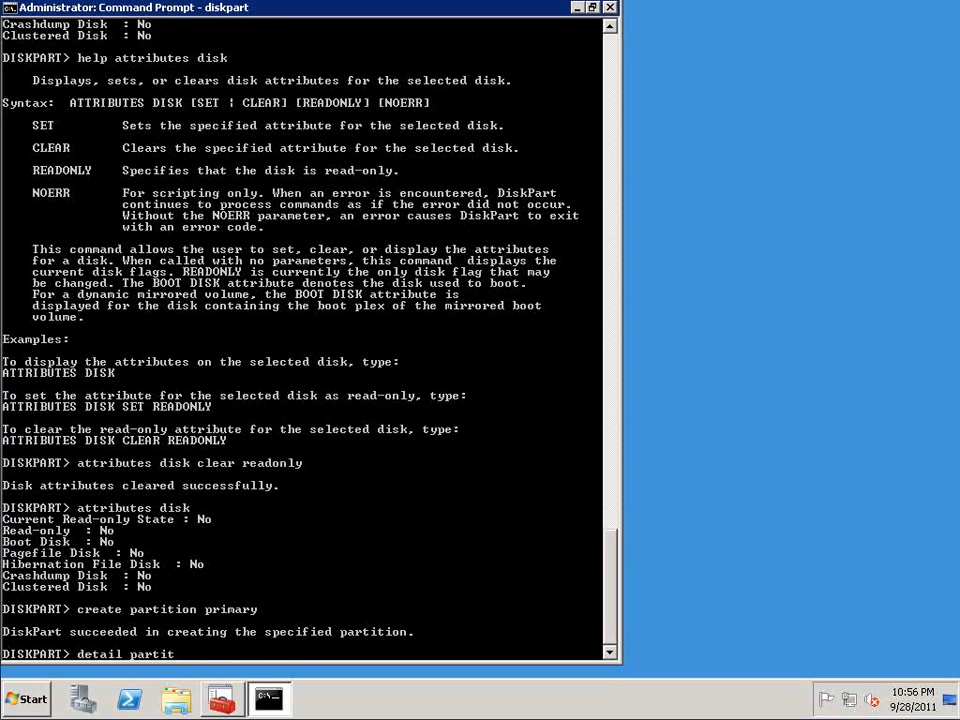 Administrator: Command Prompt - diskpart
Crashdump Disk  : No
Clustered Disk  : No
DISKPART> help attributes disk
Displays, sets, or clears disk attributes for the selected disk.
Syntax:  ATTRIBUTES DISK [SET | CLEAR] [READONLY] [NOERR]
SET         Sets the specified attribute for the selected disk.
CLEAR       Clears the specified attribute for the selected disk.
READONLY    Specifies that the disk is read-only.
NOERR       For scripting only. When an error is encountered, DiskPart
continues to process commands as if the error did not occur.
Without the NOERR parameter, an error causes DiskPart to exit
with an error code.
This command allows the user to set, clear, or display the attributes
for a disk. When called with no parameters, this command  displays the
current disk flags. READONLY is currently the only disk flag that may
be changed. The BOOT DISK attribute denotes the disk used to boot.
For a dynamic mirrored volume, the BOOT DISK attribute is
displayed for the disk containing the boot plex of the mirrored boot
volume.
Examples:
To display the attributes on the selected disk, type:
ATTRIBUTES DISK
To set the attribute for the selected disk as read-only, type:
ATTRIBUTES DISK SET READONLY
To clear the read-only attribute for the selected disk, type:
ATTRIBUTES DISK CLEAR READONLY
DISKPART> attributes disk clear readonly
Disk attributes cleared successfully.
DISKPART> attributes disk
Current Read-only State : No
Read-only  : No
Boot Disk  : No
Pagefile Disk  : No
Hibernation File Disk  : No
Crashdump Disk  : No
Clustered Disk  : No
DISKPART> create partition primary
DiskPart succeeded in creating the specified partition.
DISKPART> detail partit
Start
10:56 PM
9/28/2011